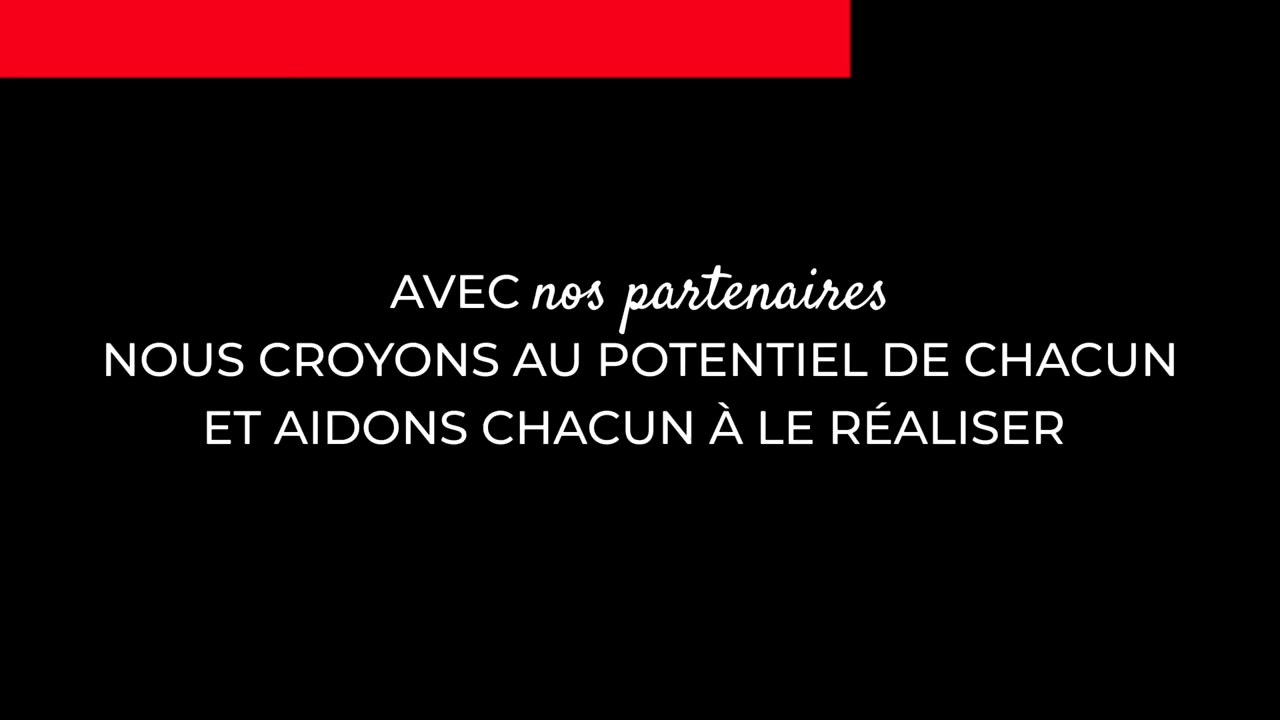 AVEC nos partenaires
NOUS CROYONS AU POTENTIEL DE CHACUN
ET AIDONS CHACUN À LE RÉALISER